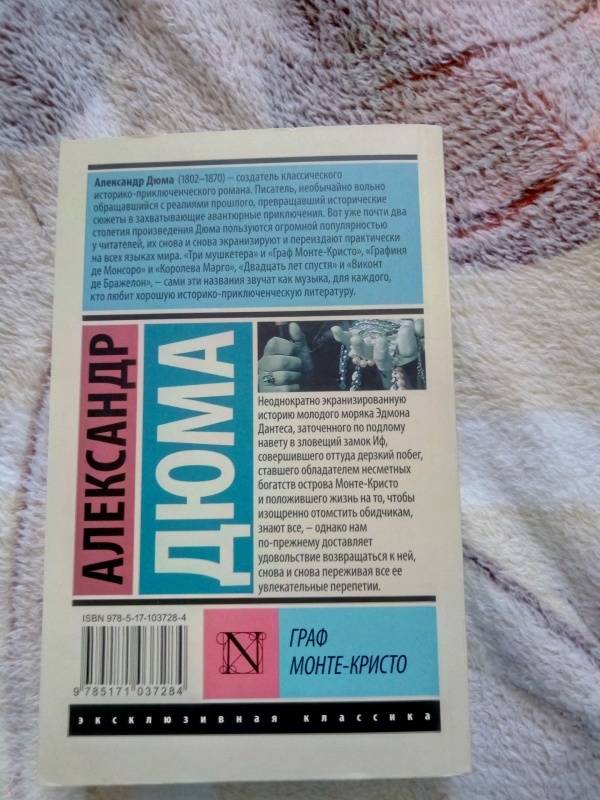 Александр Дюма (1802–1870) – создатель классического
историко-приключенческого романа. Писатель, необычайно вольно
обращавшийся с реалиями прошлого, превращавший исторические
сюжеты в захватывающие авантюрные приключения. Вот уже почти два
столетия произведения Дюма пользуются огромной популярностью
у читателей, их снова и снова экранизируют и переиздают практически
на всех языках мира. «Три мушкетера» и «Граф Монте-Кристо», «Графиня
де Монсоро» и «Королева Марго», «Двадцать лет спустя» и «Виконт
де Бражелон», – сами эти названия звучат как музыка, для каждого,
кто любит хорошую историко-приключенческую литературу.
АЛЕКСАНДР
ДЮМА
Неоднократно экранизированную
историю молодого моряка Эдмона
Дантеса, заточенного по подлому
навету в зловещий замок Иф,
совершившего оттуда дерзкий побег,
ставшего обладателем несметных
богатств острова Монте-Кристо
и положившего жизнь на то, чтобы
изощренно отомстить обидчикам,
знают все, – однако нам
по-прежнему доставляет
удовольствие возвращаться к ней,
снова и снова переживая все ее
увлекательные перепетии.
ISBN 978-5-17-103728-4
9 785171 037284
N
ГРАФ
МОНТЕ-КРИСТО
эксклюзивная классика